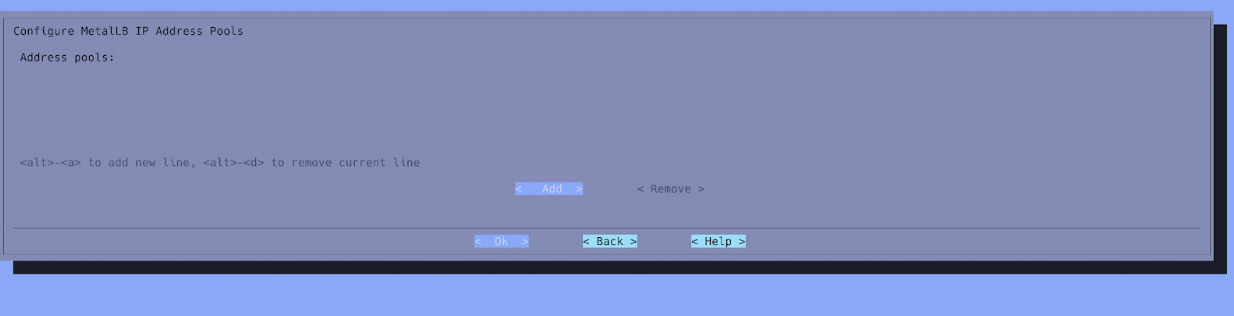 Configure MetalLB IP Address Pools
Address pools:
<alt>-<a> to add new line, <alt>-<d> to remove current line
< Add > < Remove >
< Ok > < Back > < Help >